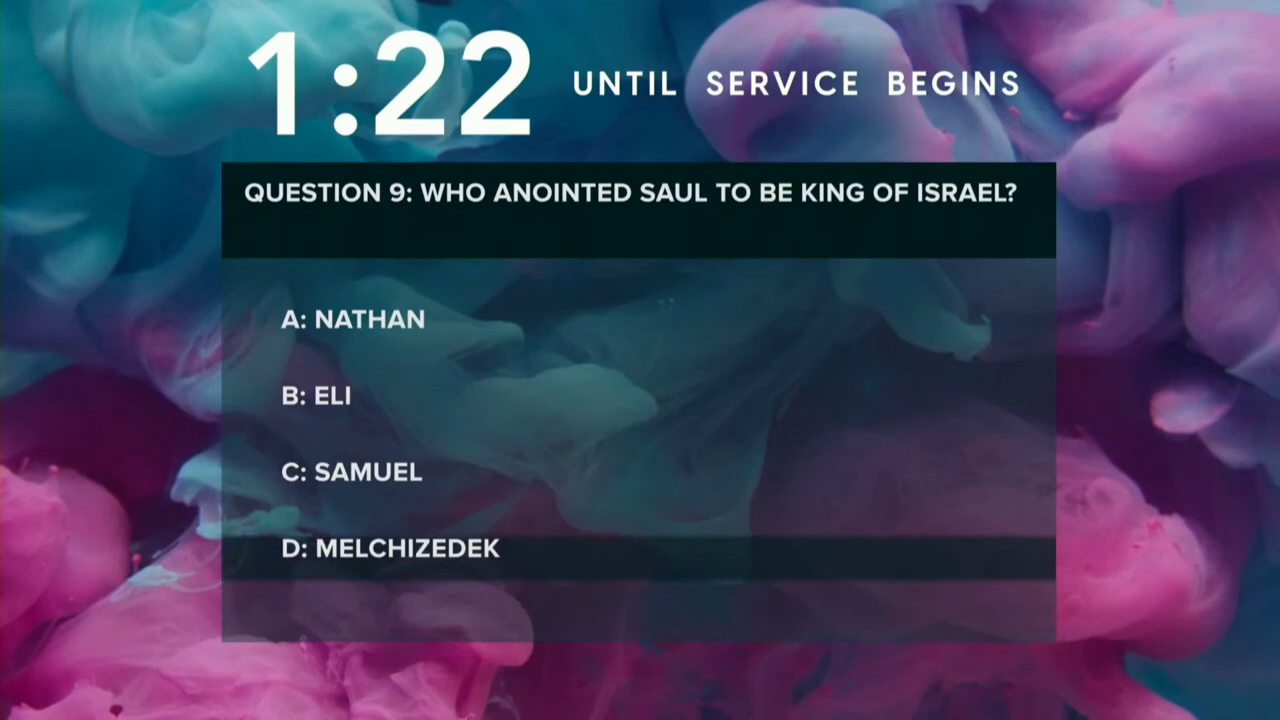 1:22 UNTIL SERVICE BEGINS
QUESTION 9: WHO ANOINTED SAUL TO BE KING OF ISRAEL?
A: NATHAN
B: ELI
C: SAMUEL
D: MELCHIZEDEK